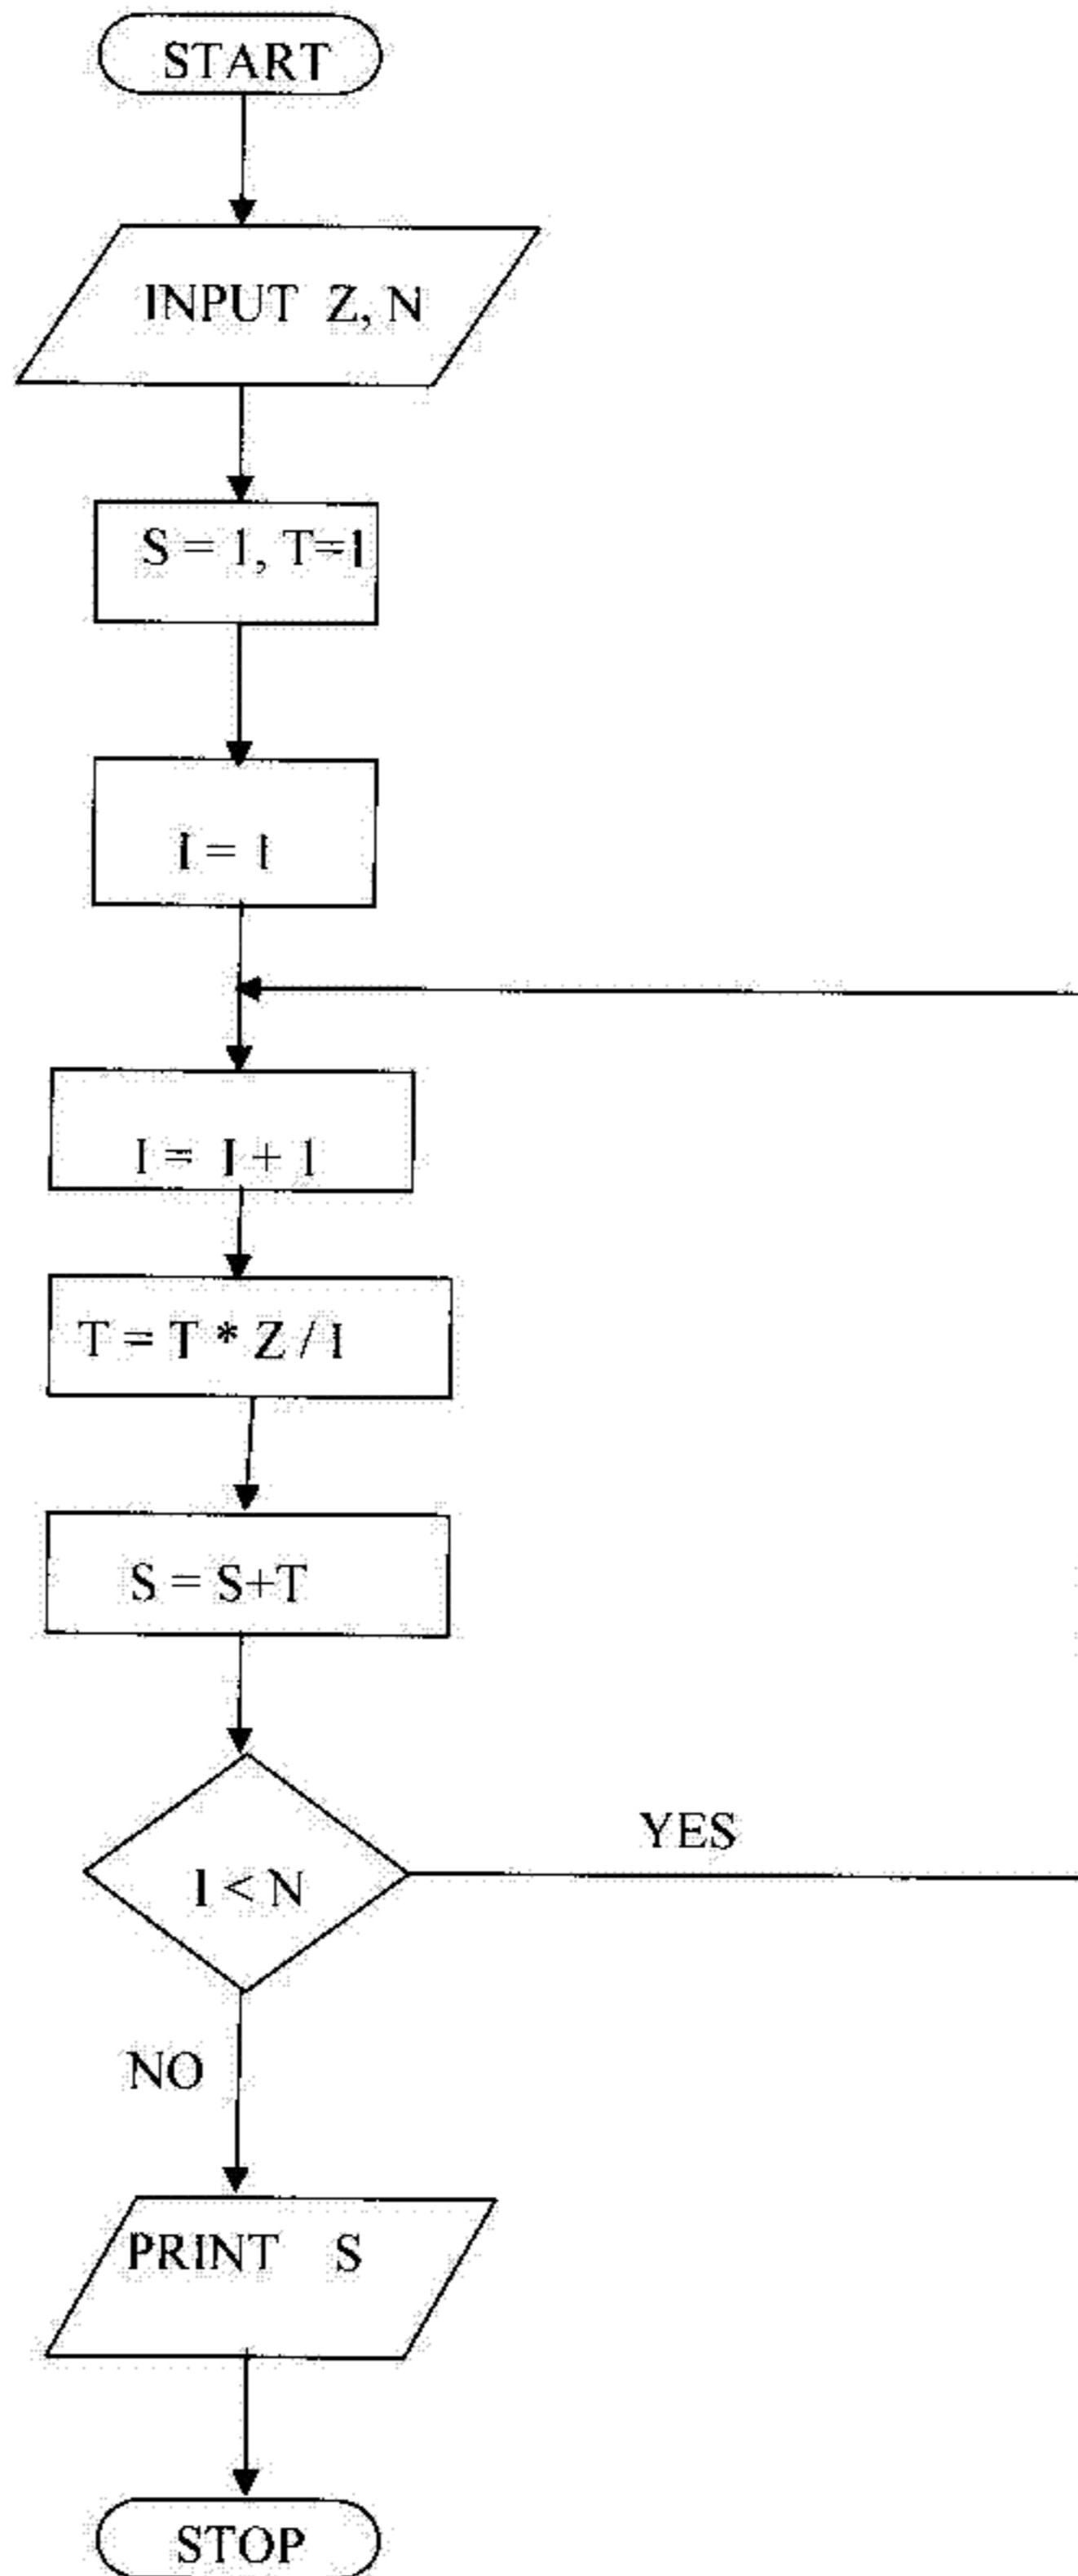 START
INPUT Z, N
S = 1, T=1
I = 1
I = I + 1
T = T * Z / I
S = S+T
I < N
YES
NO
PRINT S
STOP